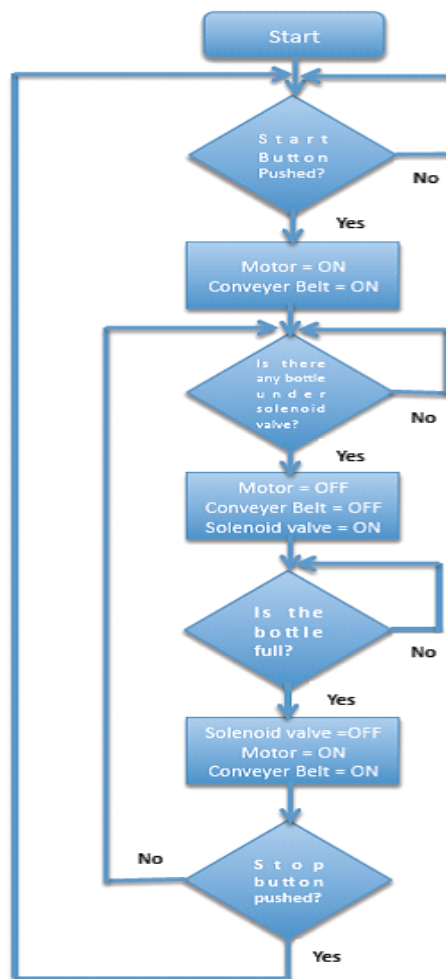 Start
Start
Button
Pushed?
No
Yes
Motor = ON
Conveyer Belt = ON
Is there
any bottle
under
solenoid
valve?
No
Yes
Motor = OFF
Conveyer Belt = OFF
Solenoid valve = ON
Is the
bottle
full?
No
Yes
Solenoid valve =OFF
Motor = ON
Conveyer Belt = ON
No
Stop
button
pushed?
Yes